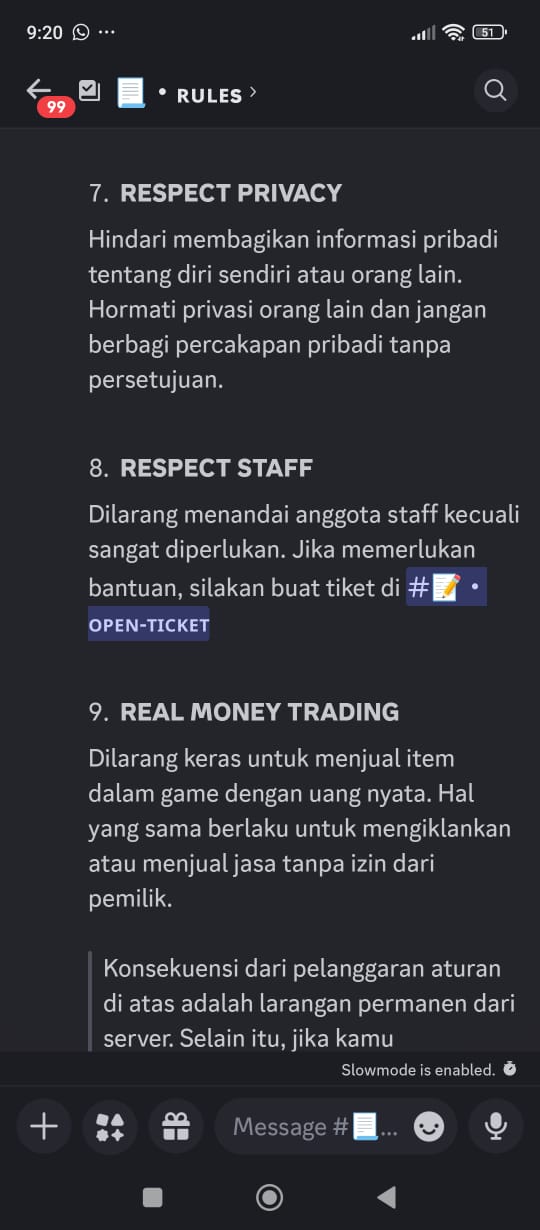 9:20
51
99
• RULES
7. RESPECT PRIVACY
Hindari membagikan informasi pribadi
tentang diri sendiri atau orang lain.
Hormati privasi orang lain dan jangan
berbagi percakapan pribadi tanpa
persetujuan.
8. RESPECT STAFF
Dilarang menandai anggota staff kecuali
sangat diperlukan. Jika memerlukan
bantuan, silakan buat tiket di #📝 •
OPEN-TICKET
9. REAL MONEY TRADING
Dilarang keras untuk menjual item
dalam game dengan uang nyata. Hal
yang sama berlaku untuk mengiklankan
atau menjual jasa tanpa izin dari
pemilik.
Konsekuensi dari pelanggaran aturan
di atas adalah larangan permanen dari
server. Selain itu, jika kamu
Slowmode is enabled.
Message #📃...